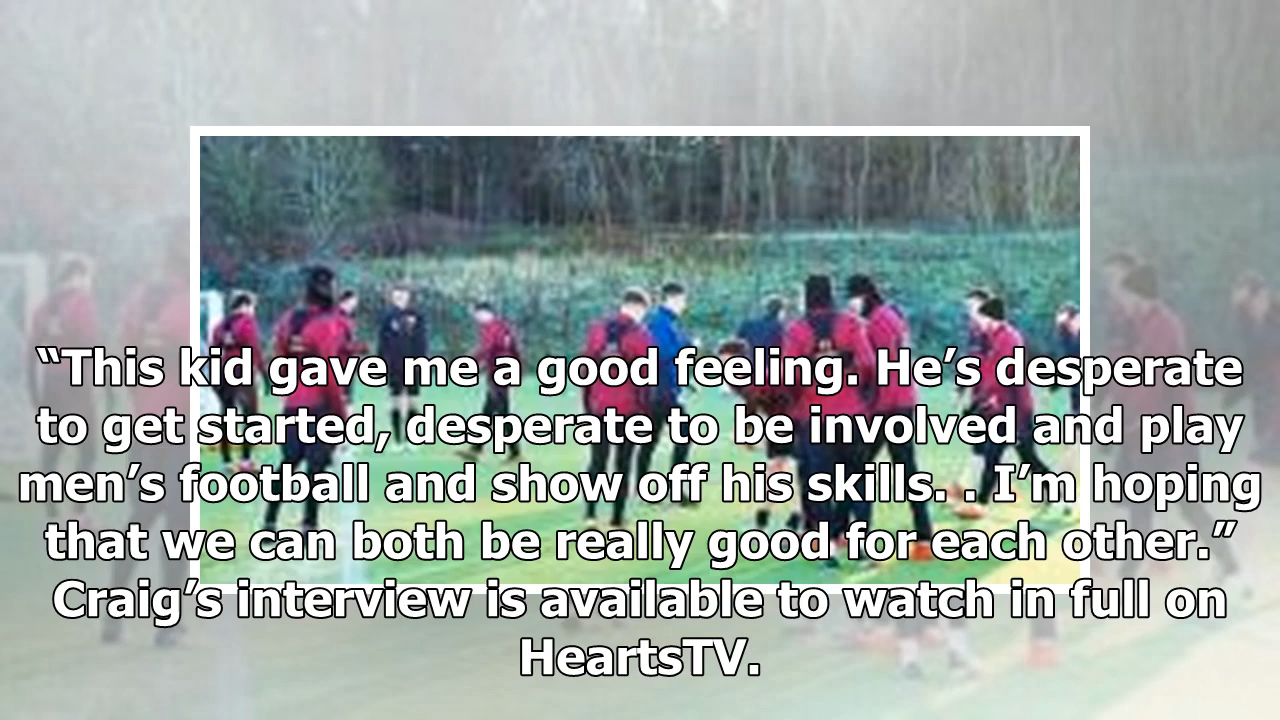 “This kid gave me a good feeling. He’s desperate
to get started, desperate to be involved and play
men’s football and show off his skills. . I’m hoping
that we can both be really good for each other.”
Craig’s interview is available to watch in full on
HeartsTV.